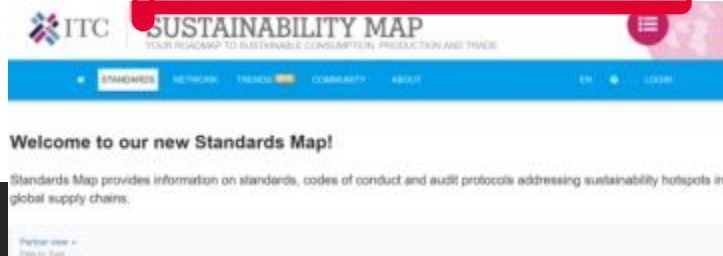 ITC
SUSTAINABILITY MAP
YOUR ROADMAP TO SUSTAINABLE CONSUMPTION, PRODUCTION AND TRADE
STANDARDS NETWORK TRENDS COMMUNITY ABOUT EN LOGIN
Welcome to our new Standards Map!
Standards Map provides information on standards, codes of conduct and audit protocols addressing sustainability hotspots in
global supply chains.
Partner view